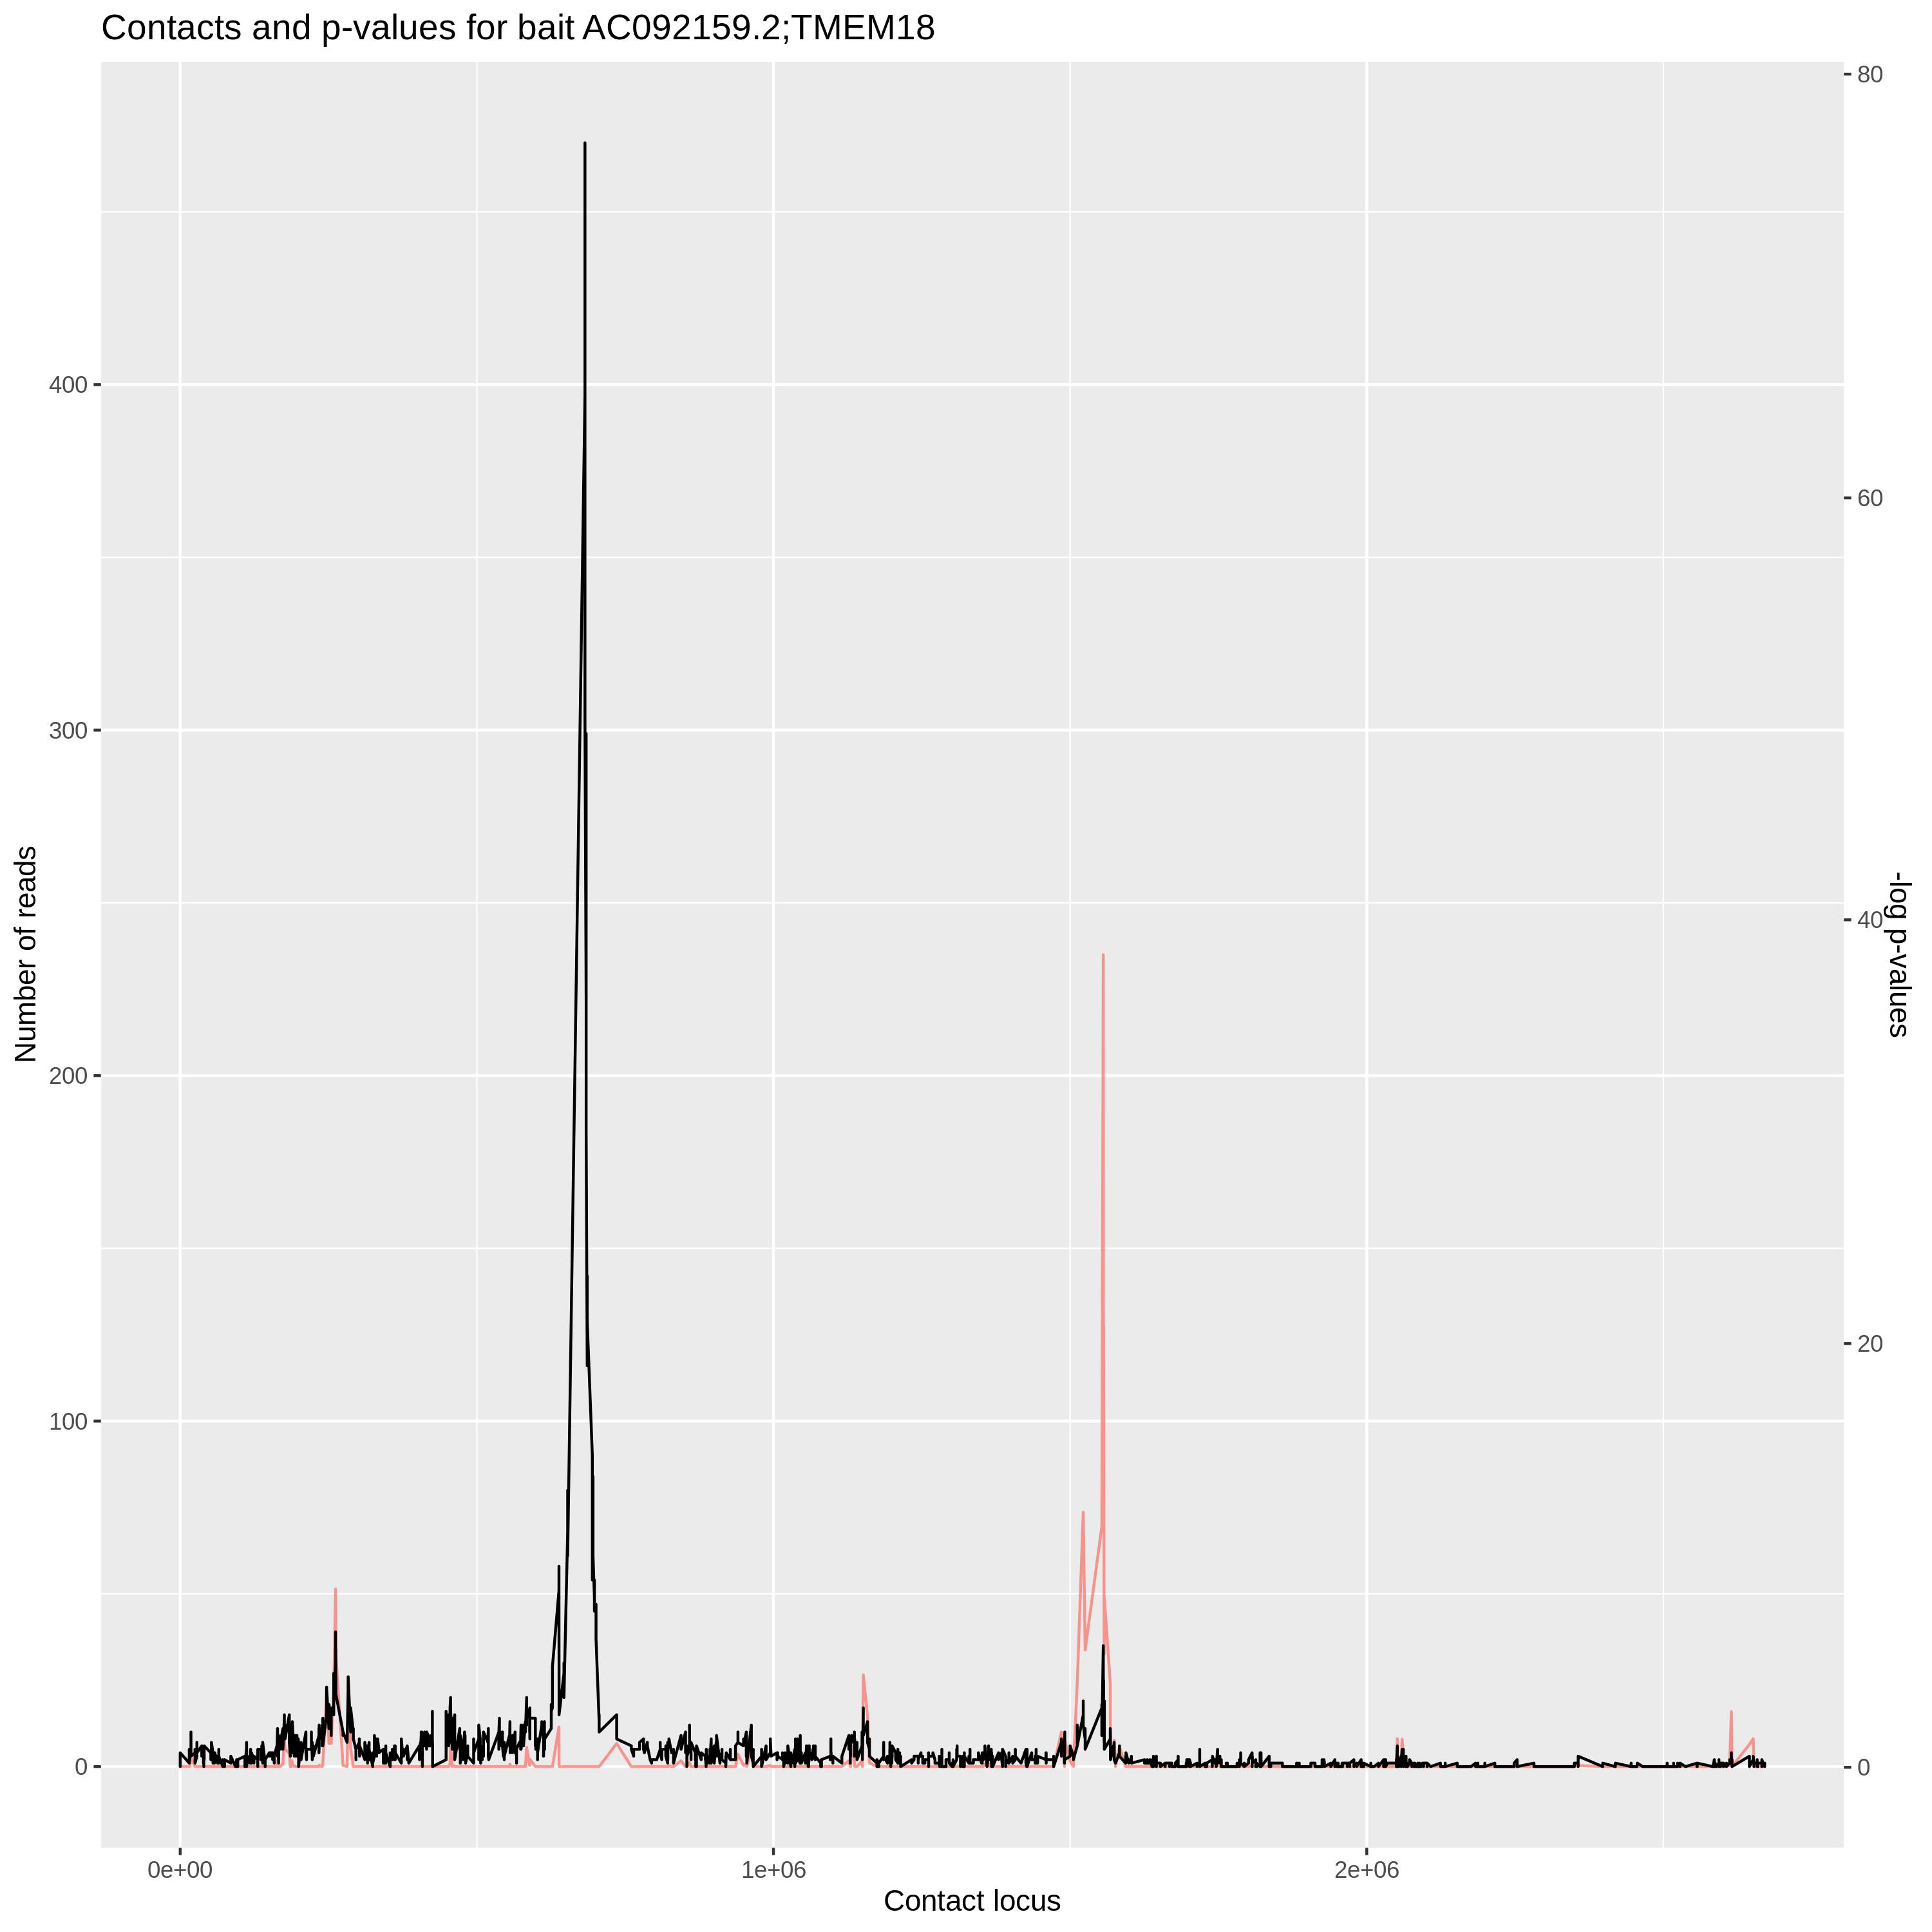 Contacts and p-values for bait AC092159.2;TMEM18
80
400
60
300
Number of reads
-log p-values
40
200
20
100
0
0
0e+00
1e+06
2e+06
Contact locus